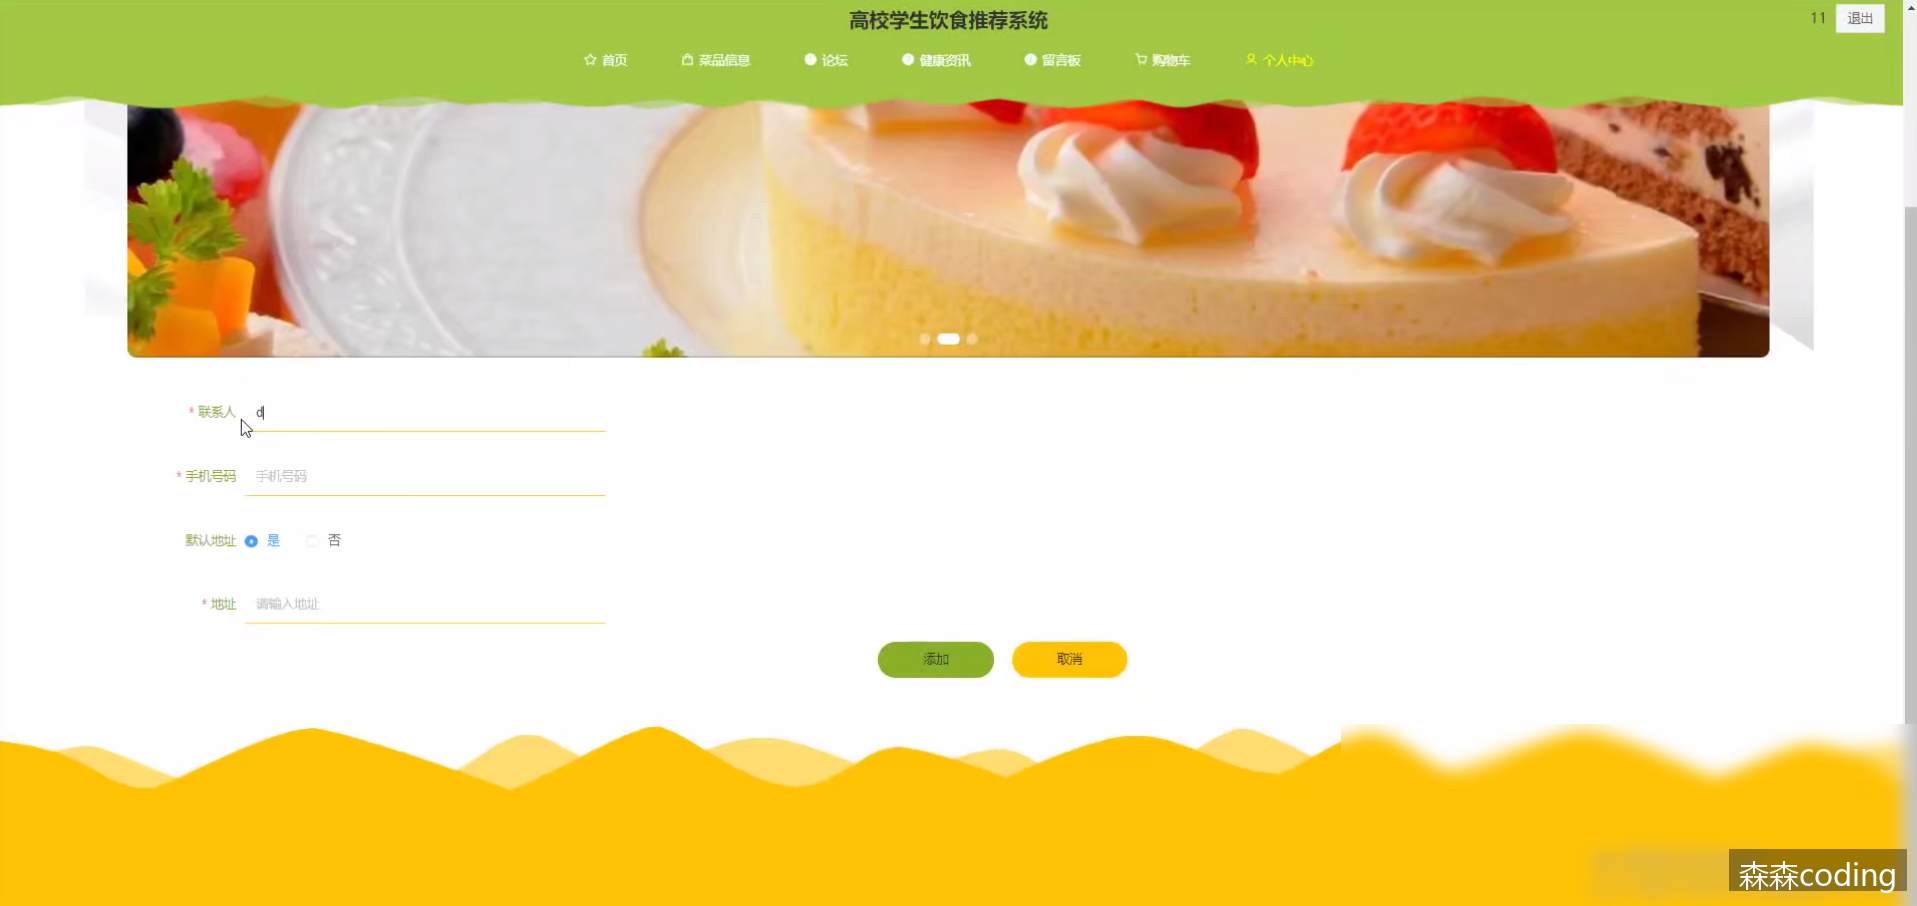 高校学生饮食推荐系统
11 退出
首页 菜品信息 论坛 健康资讯 留言板 购物车 个人中心
* 联系人 d
* 手机号码 手机号码
默认地址 是 否
* 地址 请输入地址
添加 取消
森森coding